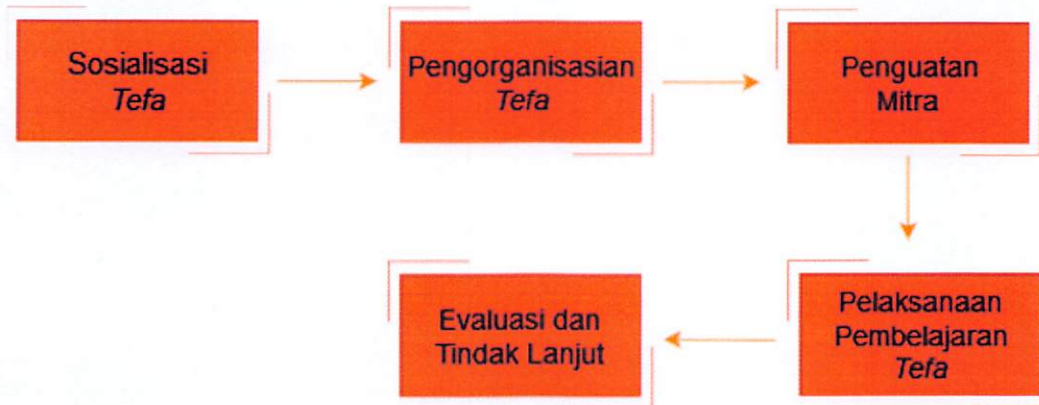 Sosialisasi
Tefa
Pengorganisasian
Tefa
Penguatan
Mitra
Pelaksanaan
Pembelajaran
Tefa
Evaluasi dan
Tindak Lanjut